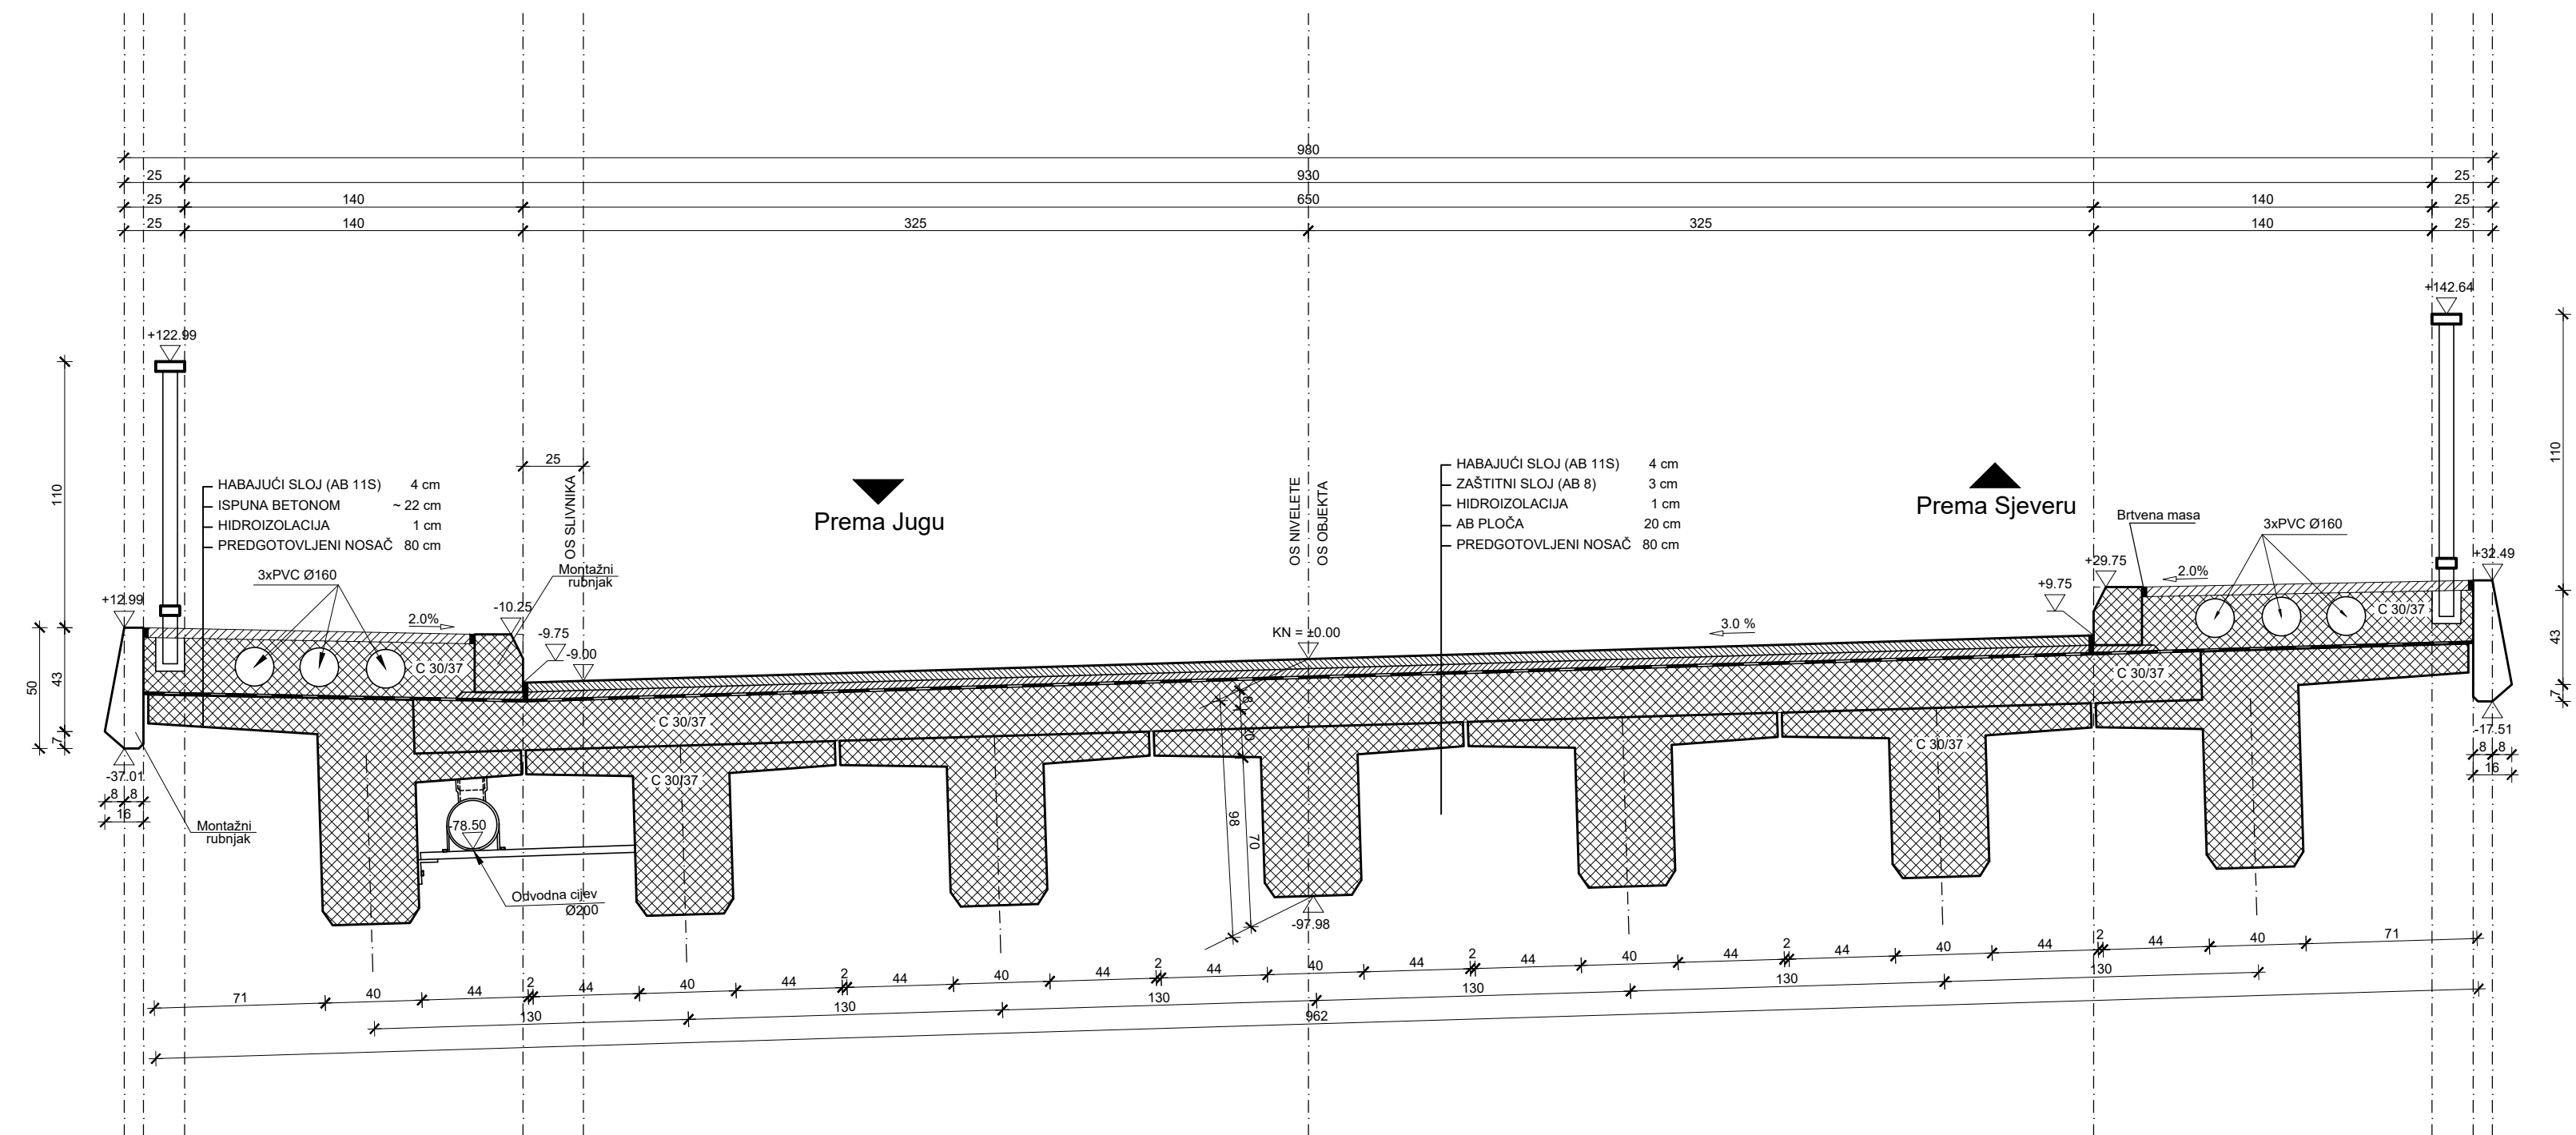 980
25 930 25
25 140 650 140 25
25 140 325 325 140 25
+142.64
+122.99
110
110
25
OS SLIVNIKA
OS NIVELETE
OS OBJEKTA
HABAJUĆI SLOJ (AB 11S) 4 cm
ISPUNA BETONOM ~ 22 cm
HIDROIZOLACIJA 1 cm
PREDGOTOVLJENI NOSAČ 80 cm
3xPVC Ø160
Prema Jugu
HABAJUĆI SLOJ (AB 11S) 4 cm
ZAŠTITNI SLOJ (AB 8) 3 cm
HIDROIZOLACIJA 1 cm
AB PLOČA 20 cm
PREDGOTOVLJENI NOSAČ 80 cm
Prema Sjeveru
Brtvena masa
3xPVC Ø160
+32.49
+29.75
2.0%
+9.75
Montažni
rubnjak
+12.99
-10.25
2.0%
-9.75
-9.00
KN = ±0.00
3.0 %
C 30/37
C 30/37
C 30/37
C 30/37
C 30/37
C 30/37
50
43
7
43
7
8
20
98
70
-37.01
8 8
16
Montažni
rubnjak
-78.50
Odvodna cijev
Ø200
-97.98
-17.51
8 8
16
71 40 44 2 44 40 44 2 44 40 44 2 44 40 44 2 44 40 44 2 44 40 44 2 44 40 71
130 130 130 130 130 130
962